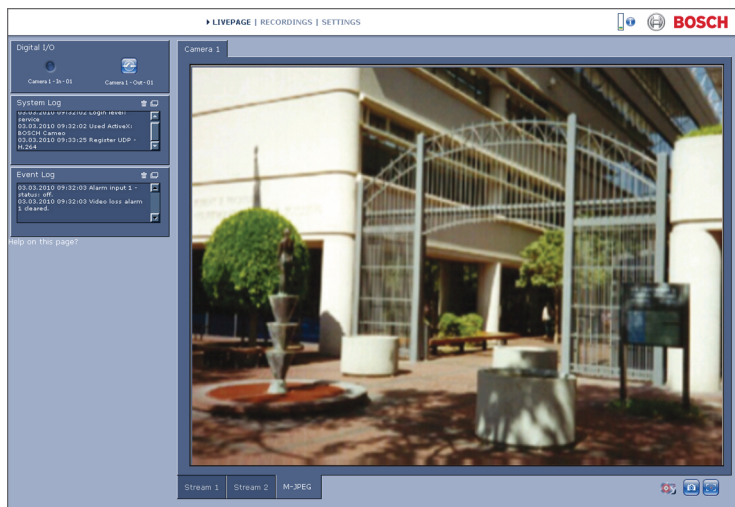 LIVEPAGE | RECORDINGS | SETTINGS
BOSCH
Digital I/O
Camera 1 - In - 01
Camera 1 - Out - 01
System Log
03.03.2010 09:32:02 Login level:
service
03.03.2010 09:32:02 Used ActiveX:
BOSCH Cameo
03.03.2010 09:33:25 Register UDP -
H.264
Event Log
03.03.2010 09:32:03 Alarm input 1 -
status: off.
03.03.2010 09:32:03 Video loss alarm
1 cleared.
Help on this page?
Camera 1
Stream 1
Stream 2
M-JPEG